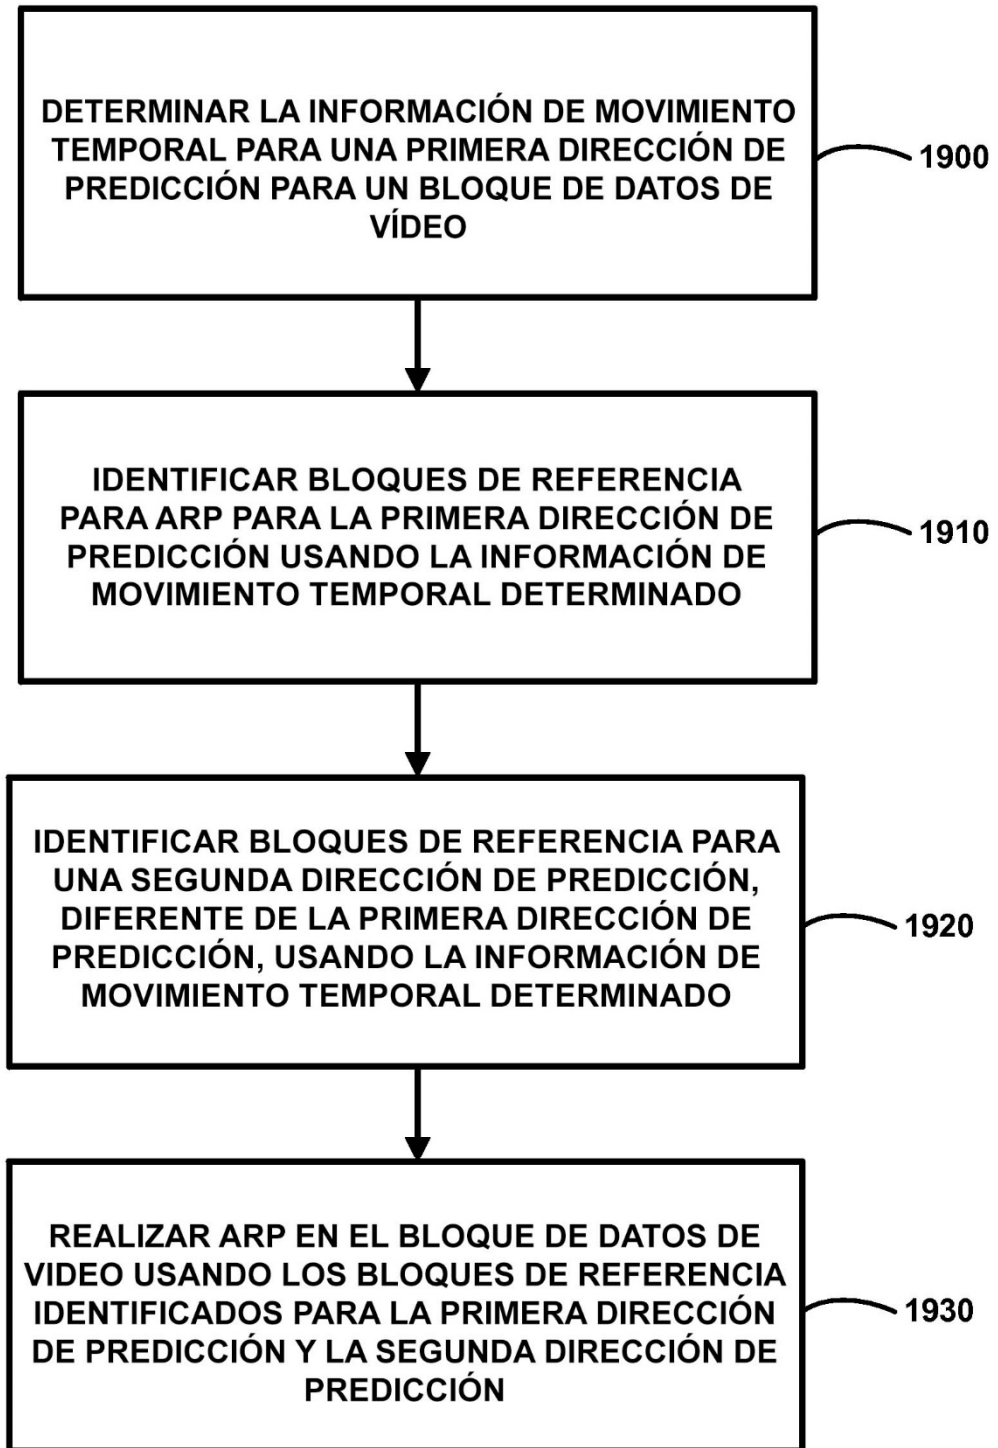 DETERMINAR LA INFORMACIÓN DE MOVIMIENTO
TEMPORAL PARA UNA PRIMERA DIRECCIÓN DE
PREDICCIÓN PARA UN BLOQUE DE DATOS DE
VÍDEO
1900
IDENTIFICAR BLOQUES DE REFERENCIA
PARA ARP PARA LA PRIMERA DIRECCIÓN DE
PREDICCIÓN USANDO LA INFORMACIÓN DE
MOVIMIENTO TEMPORAL DETERMINADO
1910
IDENTIFICAR BLOQUES DE REFERENCIA PARA
UNA SEGUNDA DIRECCIÓN DE PREDICCIÓN,
DIFERENTE DE LA PRIMERA DIRECCIÓN DE
PREDICCIÓN, USANDO LA INFORMACIÓN DE
MOVIMIENTO TEMPORAL DETERMINADO
1920
REALIZAR ARP EN EL BLOQUE DE DATOS DE
VIDEO USANDO LOS BLOQUES DE REFERENCIA
IDENTIFICADOS PARA LA PRIMERA DIRECCIÓN
DE PREDICCIÓN Y LA SEGUNDA DIRECCIÓN DE
PREDICCIÓN
1930